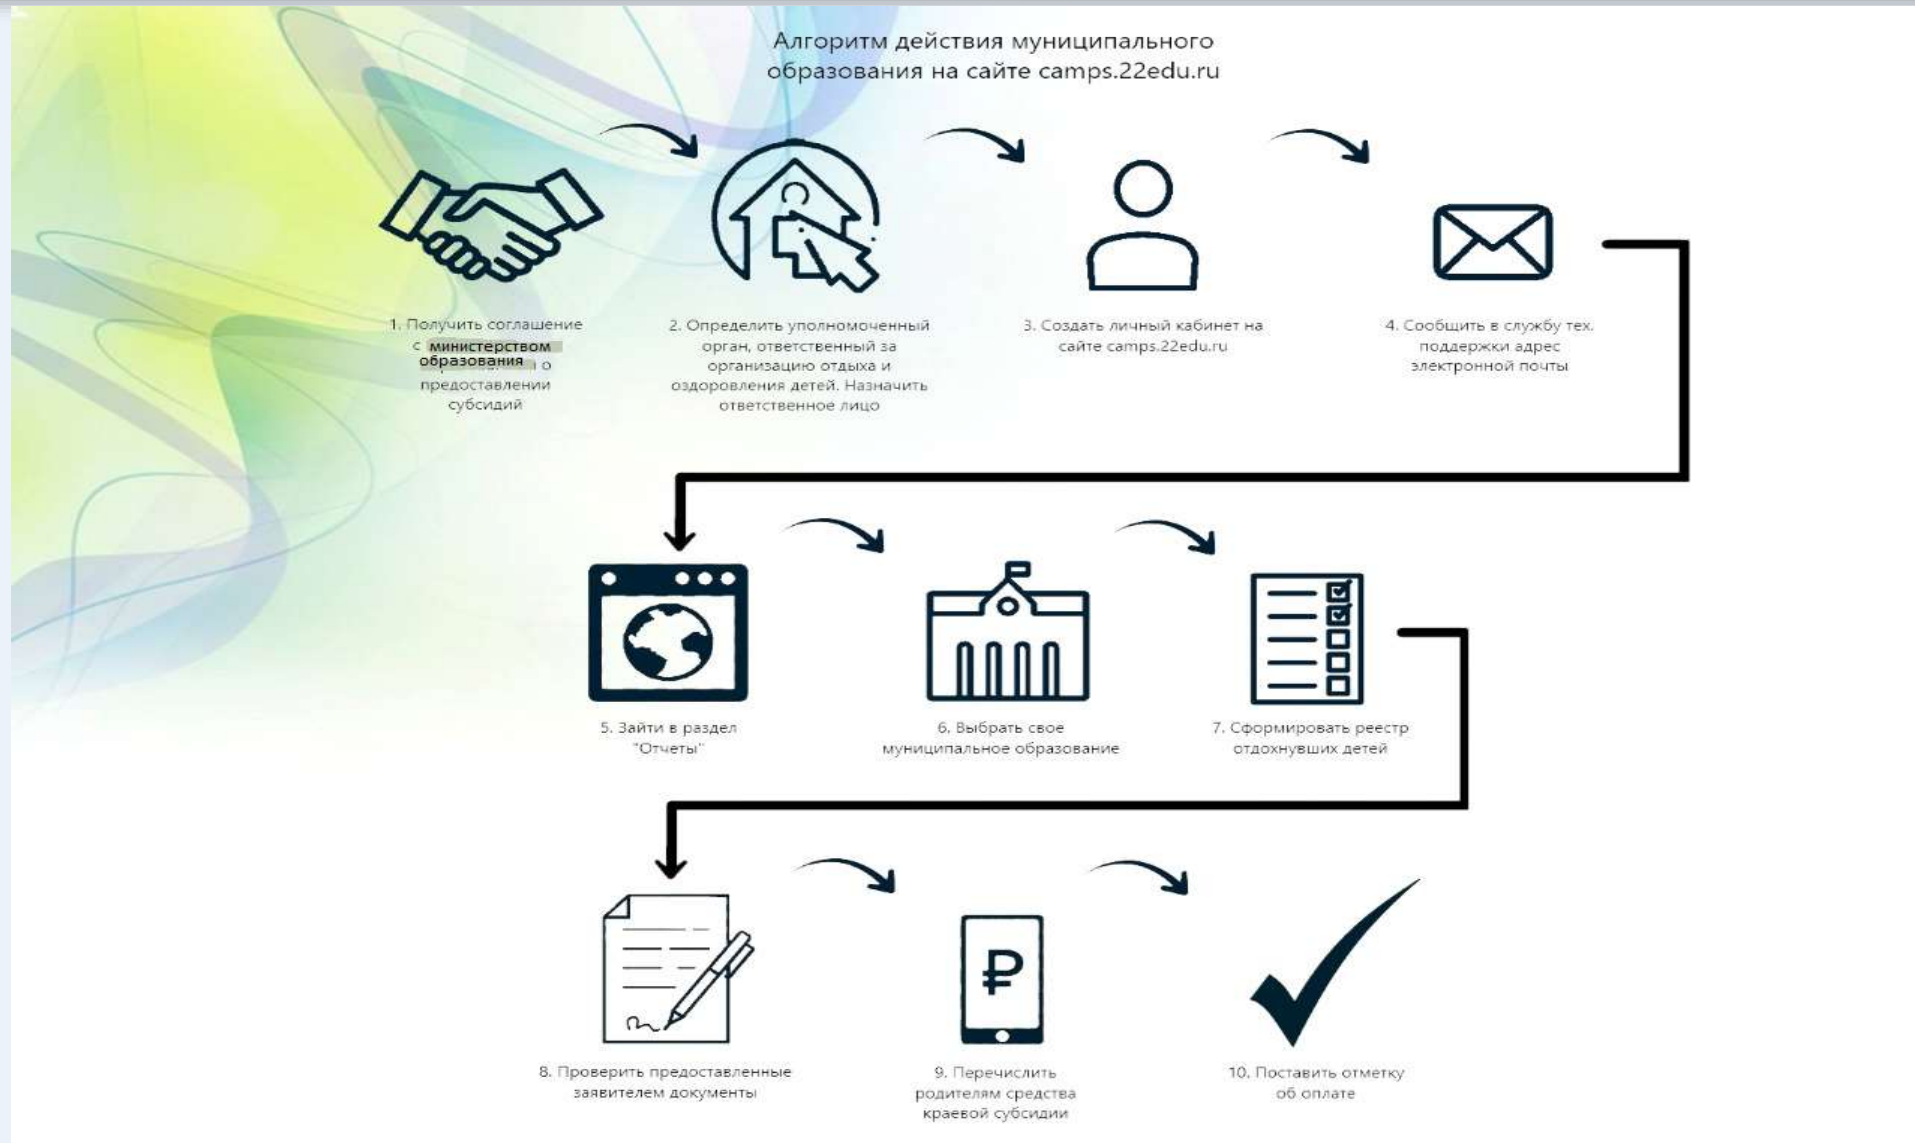 Алгоритм действия муниципального
образования на сайте camps.22edu.ru
1. Получить соглашение
с министерством
образования о
предоставлении
субсидий
2. Определить уполномоченный
орган, ответственный за
организацию отдыха и
оздоровления детей. Назначить
ответственное лицо
3. Создать личный кабинет на
сайте camps.22edu.ru
4. Сообщить в службу тех.
поддержки адрес
электронной почты
5. Зайти в раздел
"Отчеты"
6. Выбрать свое
муниципальное образование
7. Сформировать реестр
отдохнувших детей
₽
8. Проверить предоставленные
заявителем документы
9. Перечислить
родителям средства
краевой субсидии
10. Поставить отметку
об оплате